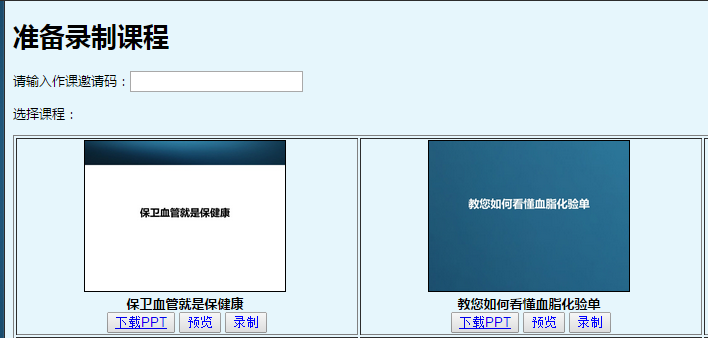 准备录制课程
请输入作课邀请码：
选择课程：
保卫血管就是保健康
教您如何看懂血脂化验单
保卫血管就是保健康
教您如何看懂血脂化验单
下载PPT 预览 录制
下载PPT 预览 录制